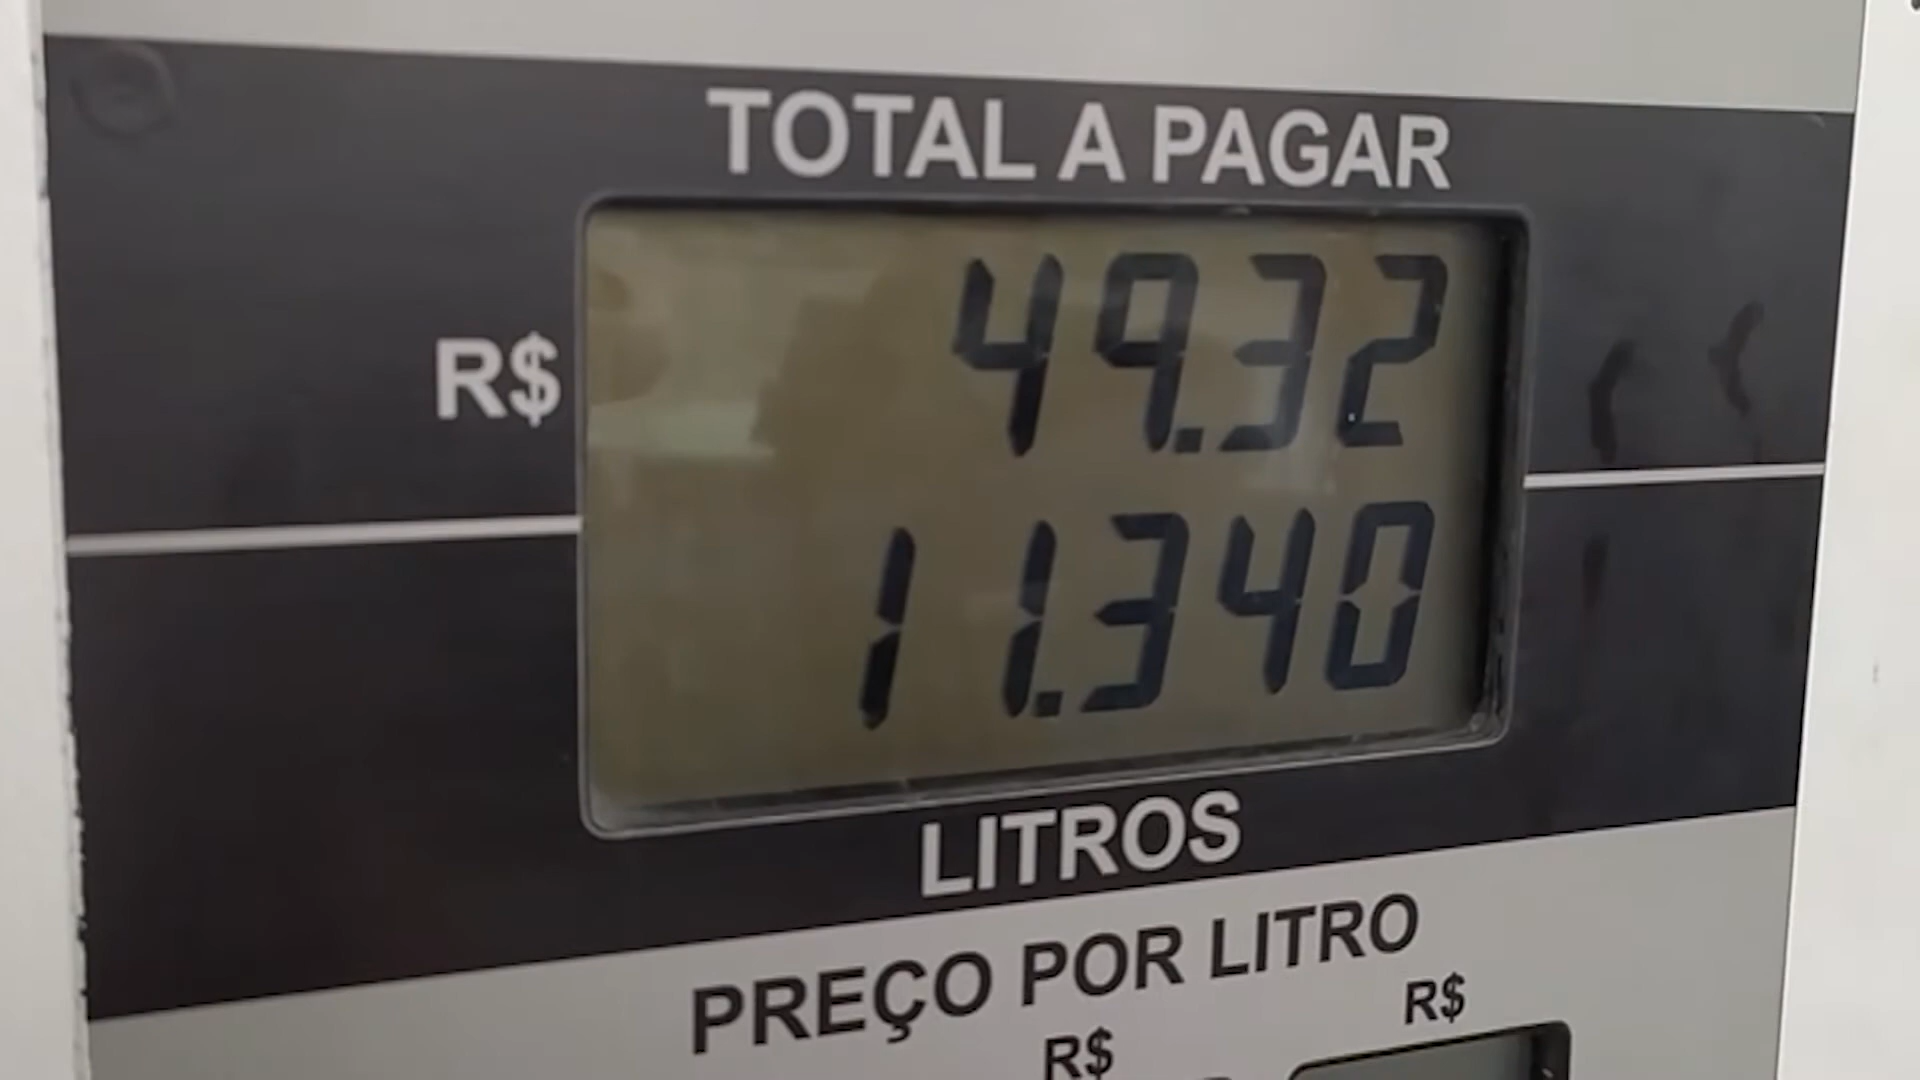 TOTAL A PAGAR
R$ 49.32
11.340
LITROS
PREÇO POR LITRO
R$ R$